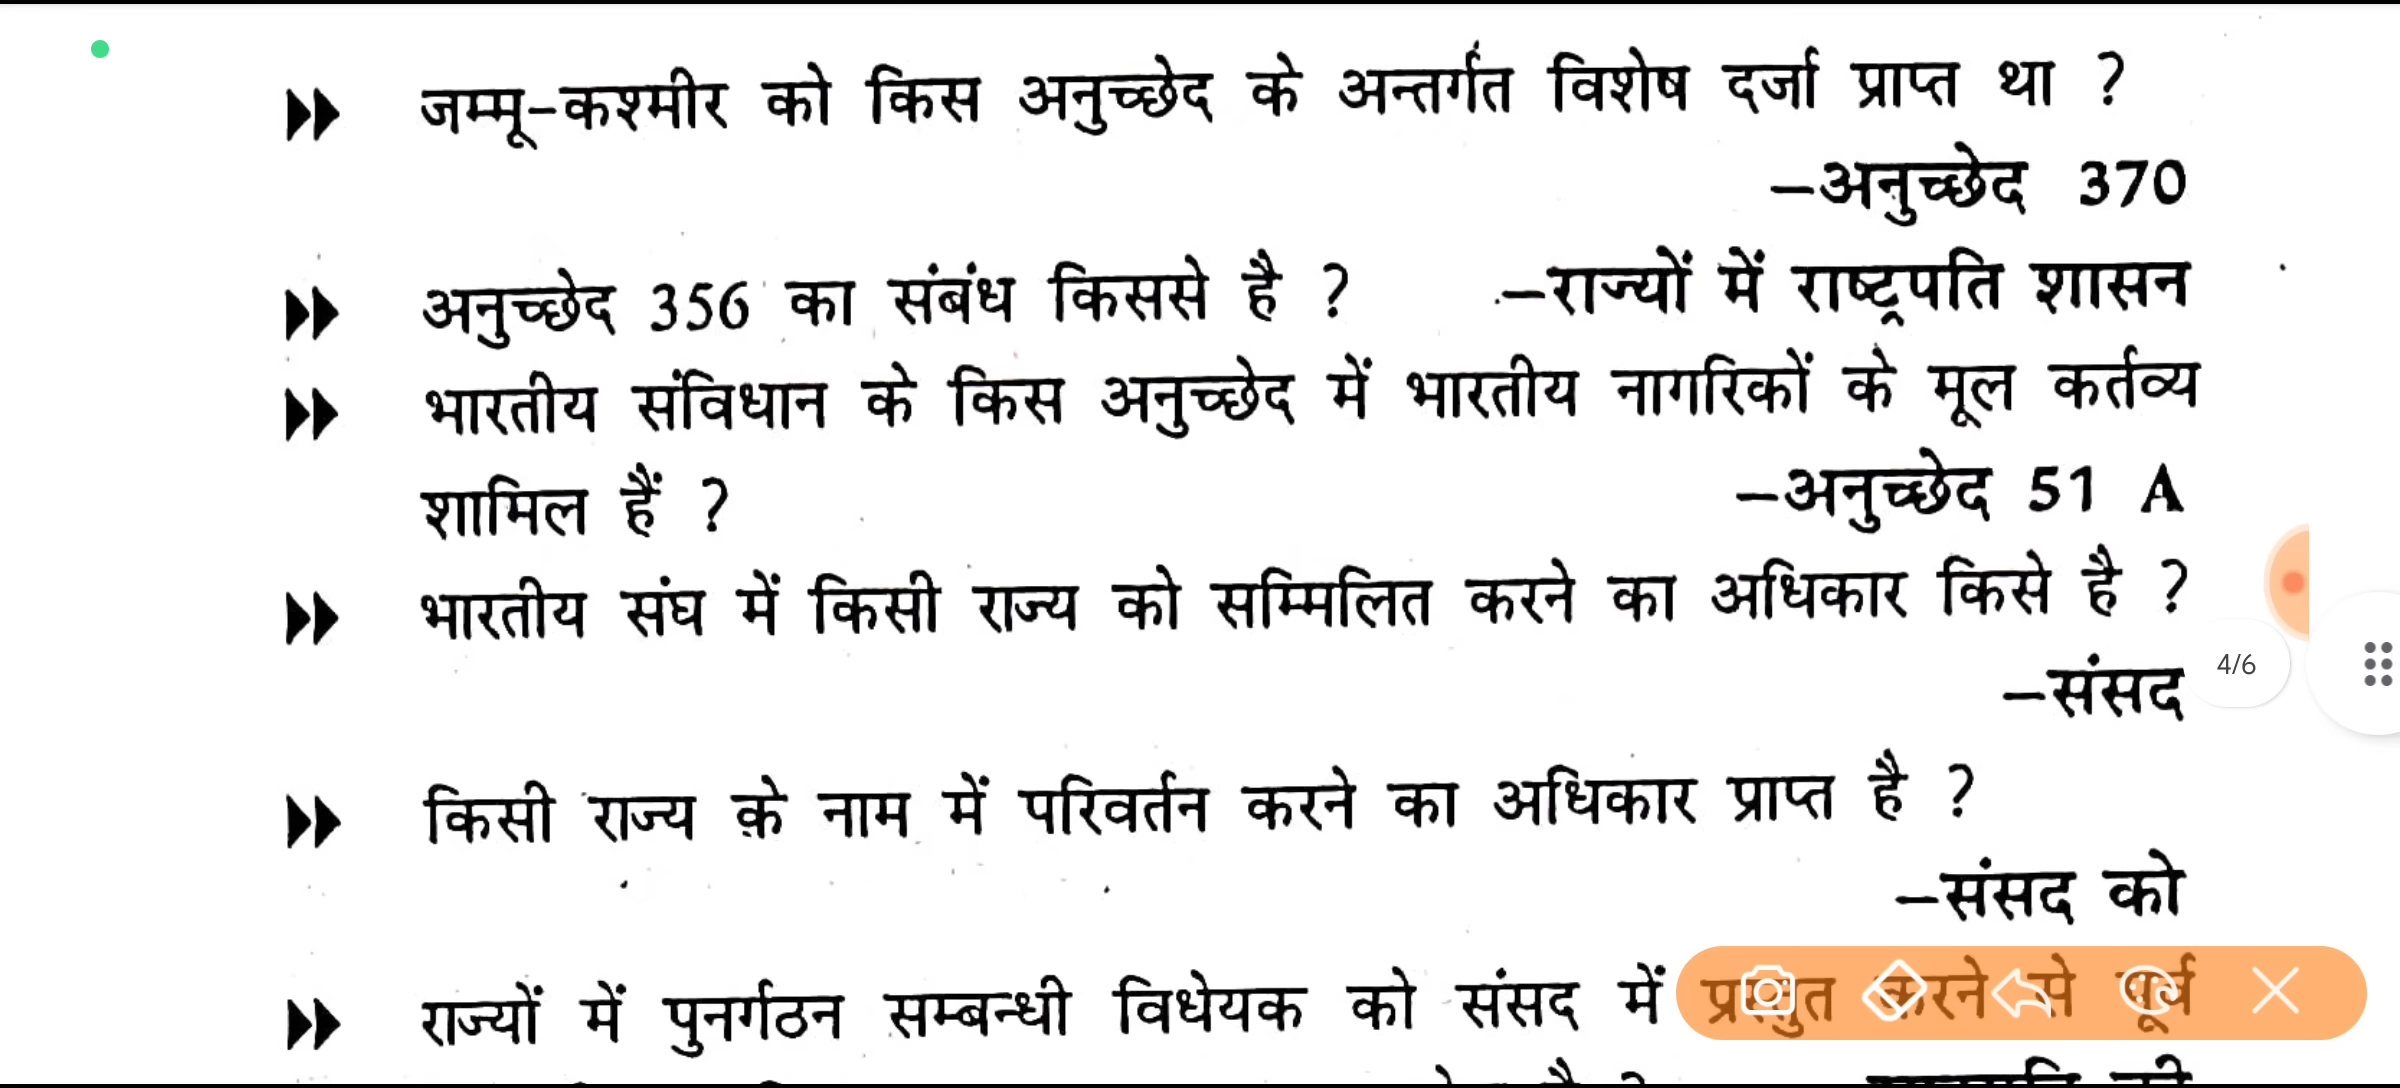 ▶▶ जम्मू-कश्मीर को किस अनुच्छेद के अन्तर्गत विशेष दर्जा प्राप्त था ?
–अनुच्छेद 370
▶▶ अनुच्छेद 356 का संबंध किससे है ? –राज्यों में राष्ट्रपति शासन
▶▶ भारतीय संविधान के किस अनुच्छेद में भारतीय नागरिकों के मूल कर्तव्य
शामिल हैं ? –अनुच्छेद 51 A
▶▶ भारतीय संघ में किसी राज्य को सम्मिलित करने का अधिकार किसे है ?
4/6
–संसद
▶▶ किसी राज्य के नाम में परिवर्तन करने का अधिकार प्राप्त है ?
–संसद को
▶▶ राज्यों में पुनर्गठन सम्बन्धी विधेयक को संसद में प्रस्तुत करने से पूर्व